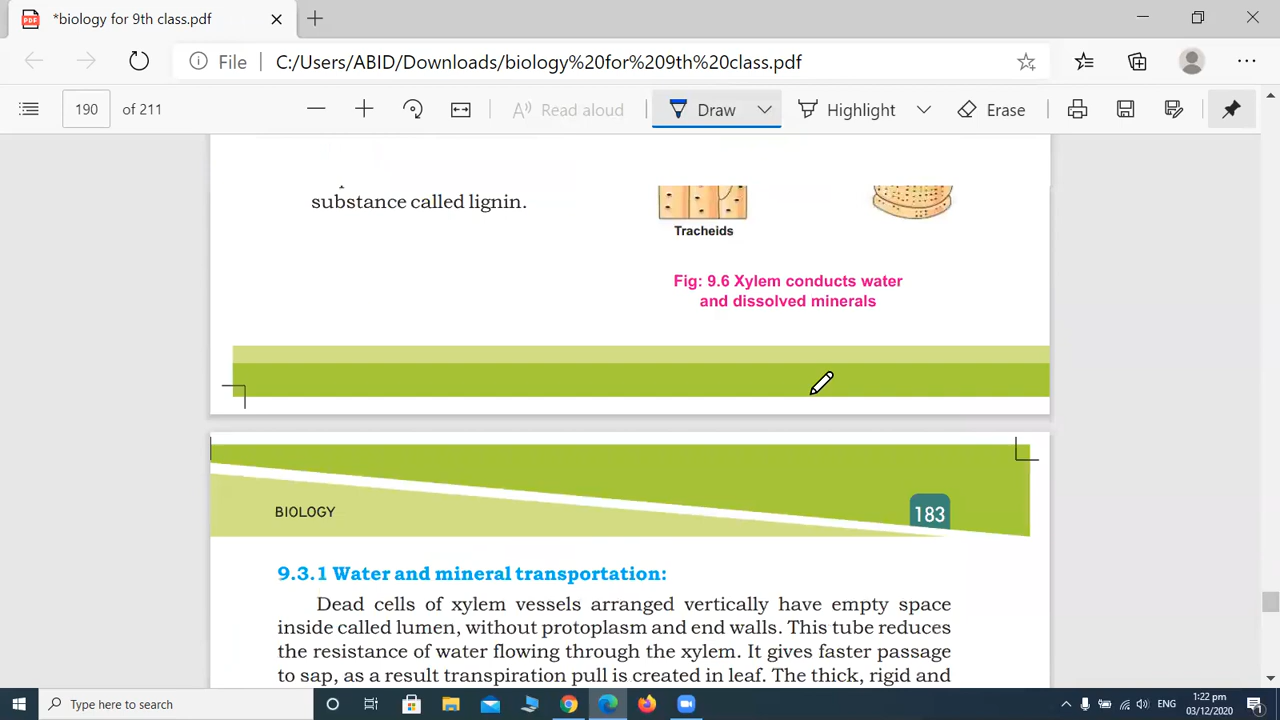 *biology for 9th class.pdf
File | C:/Users/ABID/Downloads/biology%20for%209th%20class.pdf
190 of 211
Read aloud
Draw
Highlight
Erase
substance called lignin.
Tracheids
Fig: 9.6 Xylem conducts water
and dissolved minerals
BIOLOGY
183
9.3.1 Water and mineral transportation:
Dead cells of xylem vessels arranged vertically have empty space
inside called lumen, without protoplasm and end walls. This tube reduces
the resistance of water flowing through the xylem. It gives faster passage
to sap, as a result transpiration pull is created in leaf. The thick, rigid and
Type here to search
ENG
1:22 pm
03/12/2020